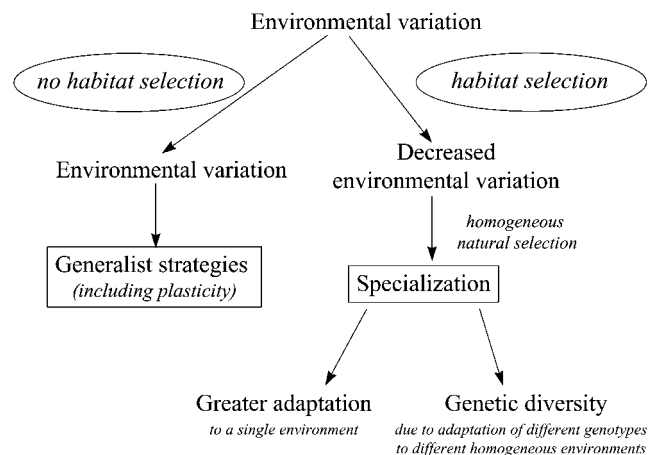 Environmental variation
no habitat selection
habitat selection
Environmental variation
Decreased
environmental variation
homogeneous
natural selection
Generalist strategies
(including plasticity)
Specialization
Greater adaptation
to a single environment
Genetic diversity
due to adaptation of different genotypes
to different homogeneous environments